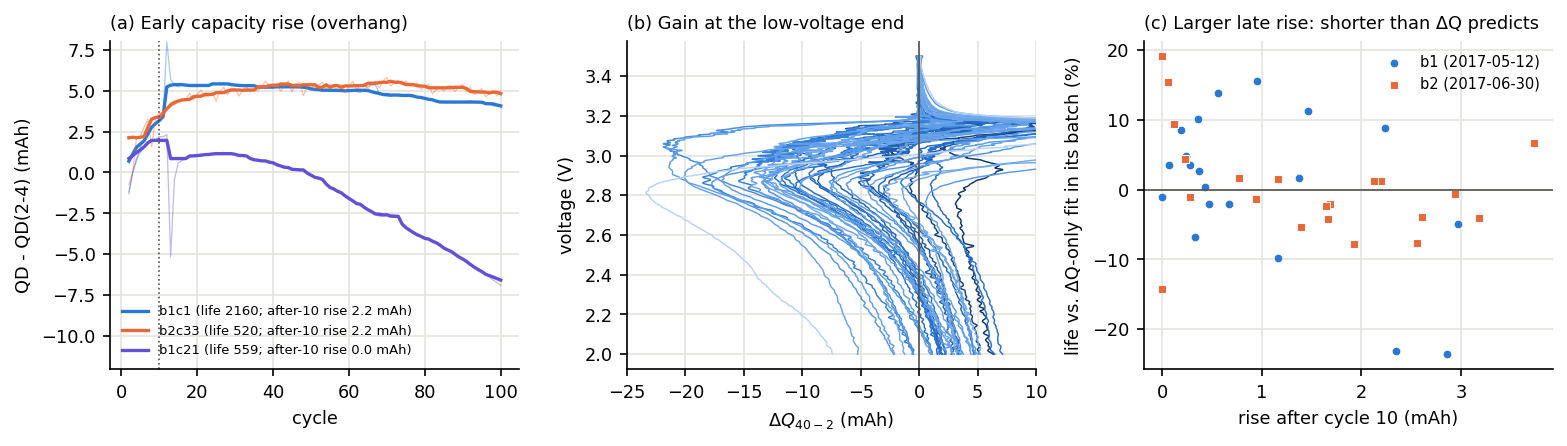 (a) Early capacity rise (overhang)
QD - QD(2-4) (mAh)
7.5
5.0
2.5
0.0
−2.5
−5.0
−7.5
−10.0
b1c1 (life 2160; after-10 rise 2.2 mAh)
b2c33 (life 520; after-10 rise 2.2 mAh)
b1c21 (life 559; after-10 rise 0.0 mAh)
0 20 40 60 80 100
cycle
(b) Gain at the low-voltage end
voltage (V)
3.4
3.2
3.0
2.8
2.6
2.4
2.2
2.0
−25 −20 −15 −10 −5 0 5 10
ΔQ40−2 (mAh)
(c) Larger late rise: shorter than ΔQ predicts
life vs. ΔQ-only fit in its batch (%)
20
10
0
−10
−20
b1 (2017-05-12)
b2 (2017-06-30)
0 1 2 3
rise after cycle 10 (mAh)